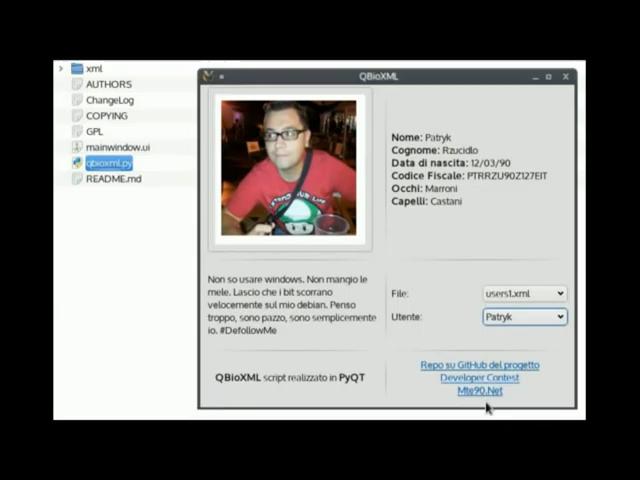 xml
AUTHORS
ChangeLog
COPYING
GPL
mainwindow.ui
qbioxml.py
README.md
QBioXML
Nome: Patryk
Cognome: Rzucidlo
Data di nascita: 12/03/90
Codice Fiscale: PTRRZU90Z127EIT
Occhi: Marroni
Capelli: Castani
Non so usare windows. Non mangio le
mele. Lascio che i bit scorrano
velocemente sul mio debian. Penso
troppo, sono pazzo, sono semplicemente
io. #DefollowMe
File:
users1.xml
Utente:
Patryk
QBioXML script realizzato in PyQT
Repo su GitHub del progetto
Developer Contest
Mte90.Net